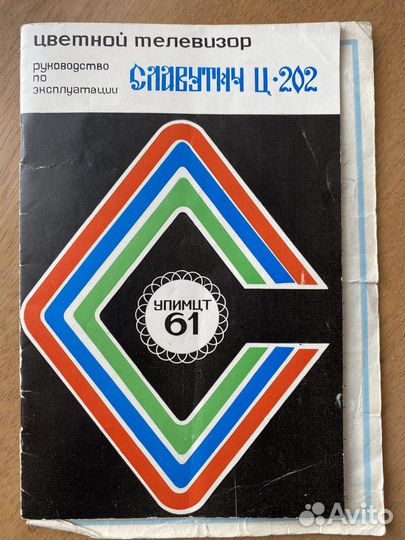 цветной телевизор
руководство
по
эксплуатации
СЛАВУТИЧ Ц·202
УПИМЦТ
61
Avito